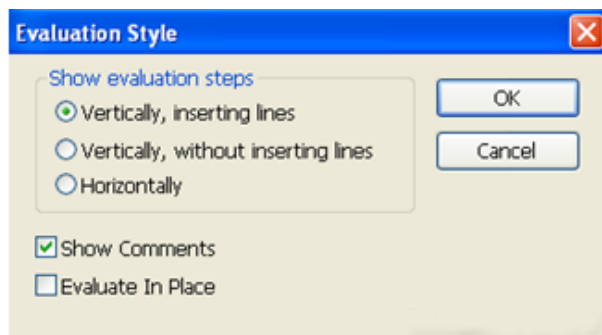 Evaluation Style
Show evaluation steps
Vertically, inserting lines
Vertically, without inserting lines
Horizontally
OK
Cancel
Show Comments
Evaluate In Place